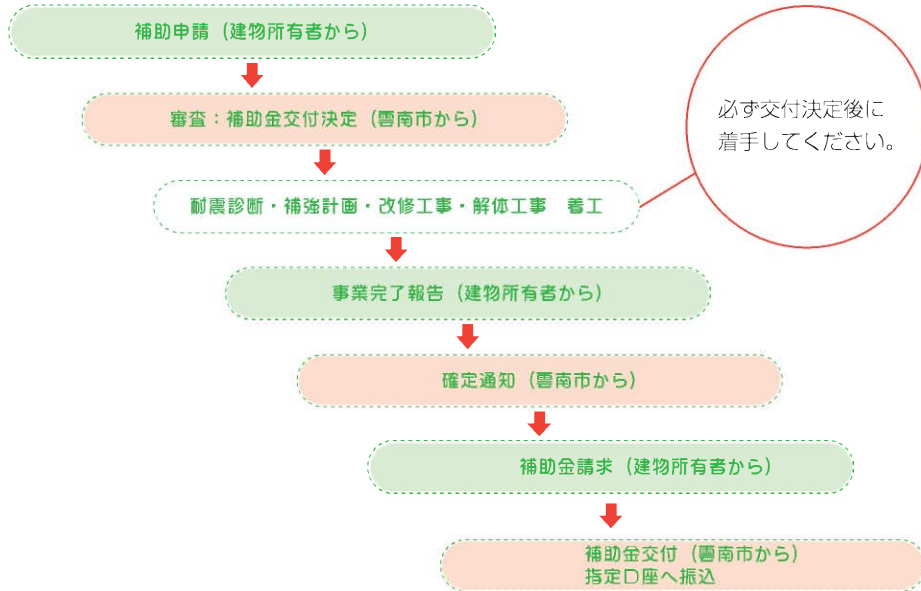 補助申請（建物所有者から）
審査：補助金交付決定（雲南市から）
必ず交付決定後に
着手してください。
耐震診断・補強計画・改修工事・解体工事　着工
事業完了報告（建物所有者から）
確定通知（雲南市から）
補助金請求（建物所有者から）
補助金交付（雲南市から）
指定口座へ振込